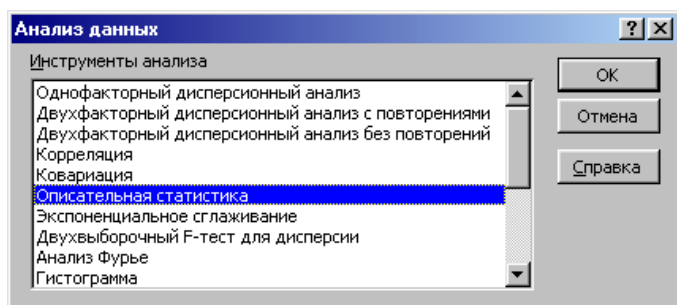 Анализ данных
Инструменты анализа
Однофакторный дисперсионный анализ
Двухфакторный дисперсионный анализ с повторениями
Двухфакторный дисперсионный анализ без повторений
Корреляция
Ковариация
Описательная статистика
Экспоненциальное сглаживание
Двухвыборочный F-тест для дисперсии
Анализ Фурье
Гистограмма
ОК
Отмена
Справка